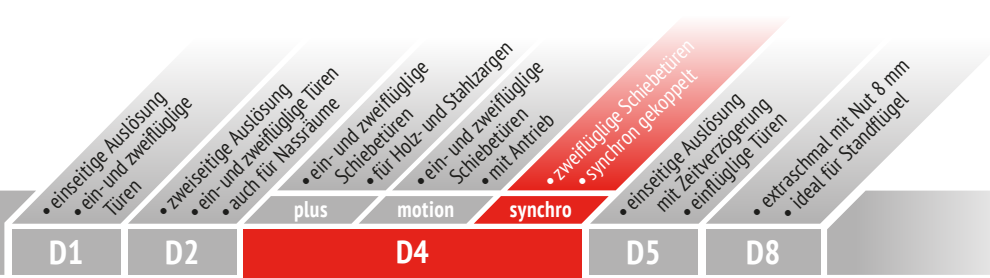 • einseitige Auslösung
• ein- und zweiflüglige
Türen
• zweiseitige Auslösung
• ein- und zweiflüglige Türen
• auch für Nassräume
• ein- und zweiflüglige
Schiebetüren
• für Holz- und Stahlzargen
• ein- und zweiflüglige
Schiebetüren
• mit Antrieb
• zweiflüglige Schiebetüren
• synchron gekoppelt
• einseitige Auslösung
mit Zeitverzögerung
• einflüglige Türen
• extraschmal mit Nut 8 mm
• ideal für Standflügel
plus
motion
synchro
D1
D2
D4
D5
D8